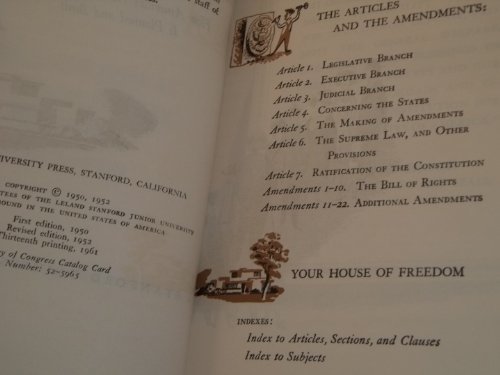 staff of
UNIVERSITY PRESS, STANFORD, CALIFORNIA
COPYRIGHT © 1950, 1952
OF THE LELAND STANFORD JUNIOR UNIVERSITY
BOUND IN THE UNITED STATES OF AMERICA
First edition, 1950
Revised edition, 1952
Thirteenth printing, 1961
of Congress Catalog Card
Number: 52-5965
THE ARTICLES
AND THE AMENDMENTS:
Article 1. LEGISLATIVE BRANCH
Article 2. EXECUTIVE BRANCH
Article 3. JUDICIAL BRANCH
Article 4. CONCERNING THE STATES
Article 5. THE MAKING OF AMENDMENTS
Article 6. THE SUPREME LAW, AND OTHER
PROVISIONS
Article 7. RATIFICATION OF THE CONSTITUTION
Amendments 1–10. THE BILL OF RIGHTS
Amendments 11–22. ADDITIONAL AMENDMENTS
YOUR HOUSE OF FREEDOM
INDEXES:
Index to Articles, Sections, and Clauses
Index to Subjects